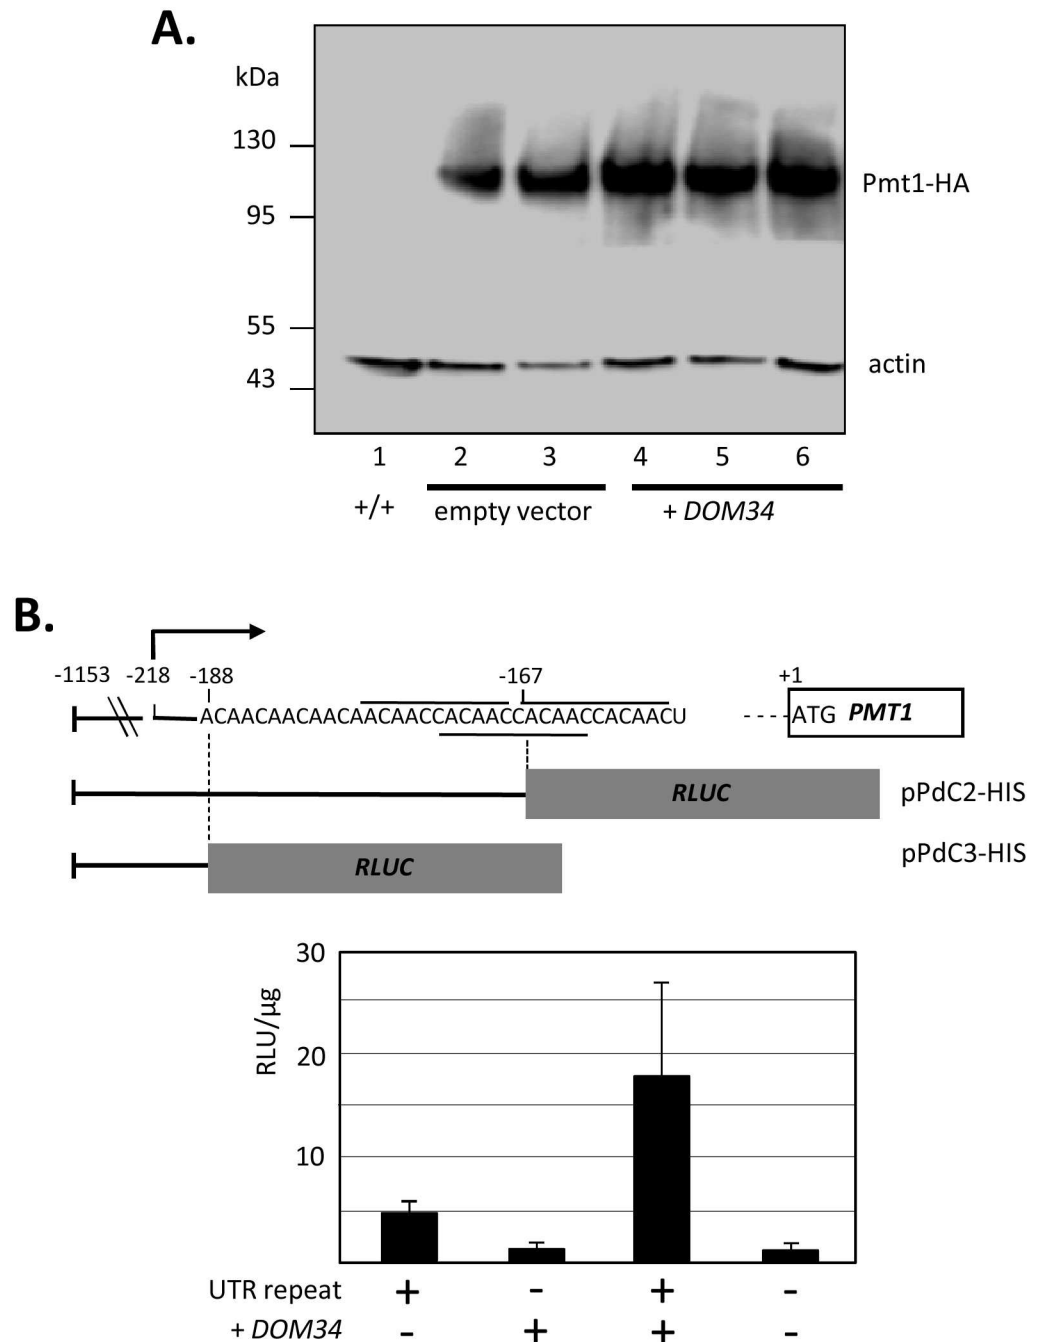 A.
kDa
130
95
55
43
Pmt1-HA
actin
1 2 3 4 5 6
+/+ empty vector + DOM34
B.
-1153 -218 -188 -167 +1
ACAACAACAACAACAACCACAACCACAACCACAACU ----ATG PMT1
RLUC pPdC2-HIS
RLUC pPdC3-HIS
RLU/µg
30
20
10
UTR repeat + - + -
+ DOM34 - + + -